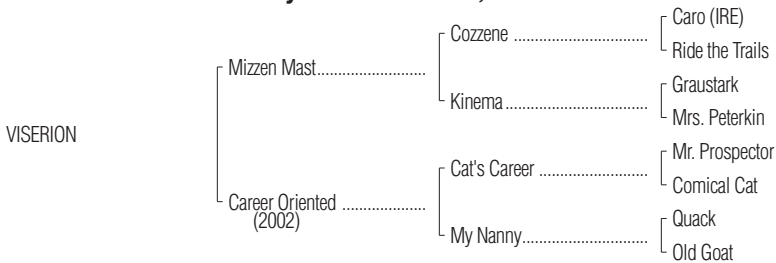 Caro (IRE)
Cozzene
Ride the Trails
Mizzen Mast
Graustark
Kinema
Mrs. Peterkin
VISERION
Mr. Prospector
Cat's Career
Comical Cat
Career Oriented
(2002)
Quack
My Nanny
Old Goat